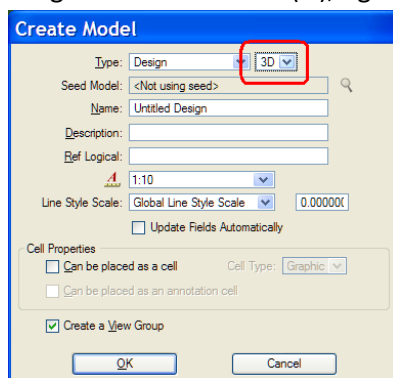 Create Model
Type: Design 3D
Seed Model: <Not using seed>
Name: Untitled Design
Description:
Ref Logical:
A 1:10
Line Style Scale: Global Line Style Scale 0.00000
Update Fields Automatically
Cell Properties
Can be placed as a cell Cell Type: Graphic
Can be placed as an annotation cell
Create a View Group
OK Cancel